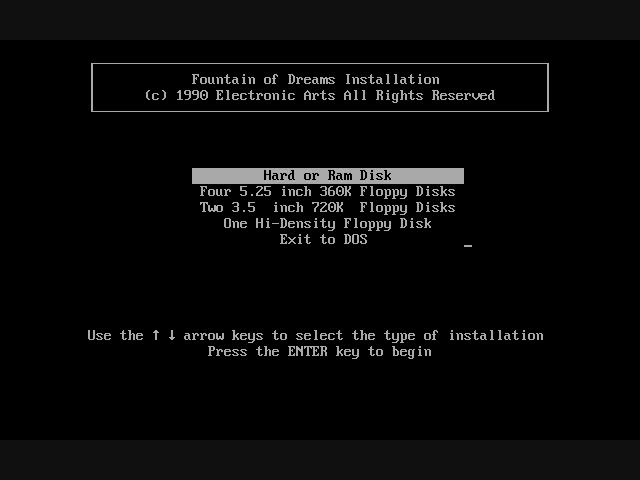 Fountain of Dreams Installation
(c) 1990 Electronic Arts All Rights Reserved
Hard or Ram Disk
Four 5.25 inch 360K Floppy Disks
Two 3.5  inch 720K  Floppy Disks
One Hi-Density Floppy Disk
Exit to DOS
Use the ↑ ↓ arrow keys to select the type of installation
Press the ENTER key to begin